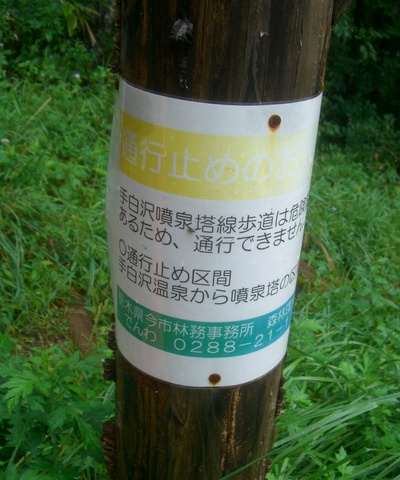 通行止めのお
手白沢噴泉塔線歩道は危険
あるため、通行できません
○通行止め区間
手白沢温泉から噴泉塔の区
木県今市林務事務所 森林
でんわ 0288-21-1